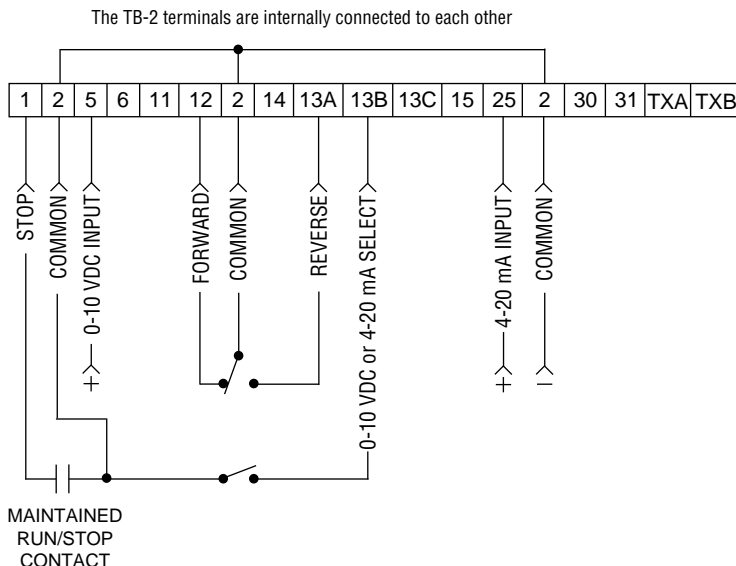 The TB-2 terminals are internally connected to each other
1 2 5 6 11 12 2 14 13A 13B 13C 15 25 2 30 31 TXA TXB
STOP
COMMON
0-10 VDC INPUT
+
FORWARD
COMMON
REVERSE
0-10 VDC or 4-20 mA SELECT
4-20 mA INPUT
+
COMMON
–
MAINTAINED
RUN/STOP
CONTACT